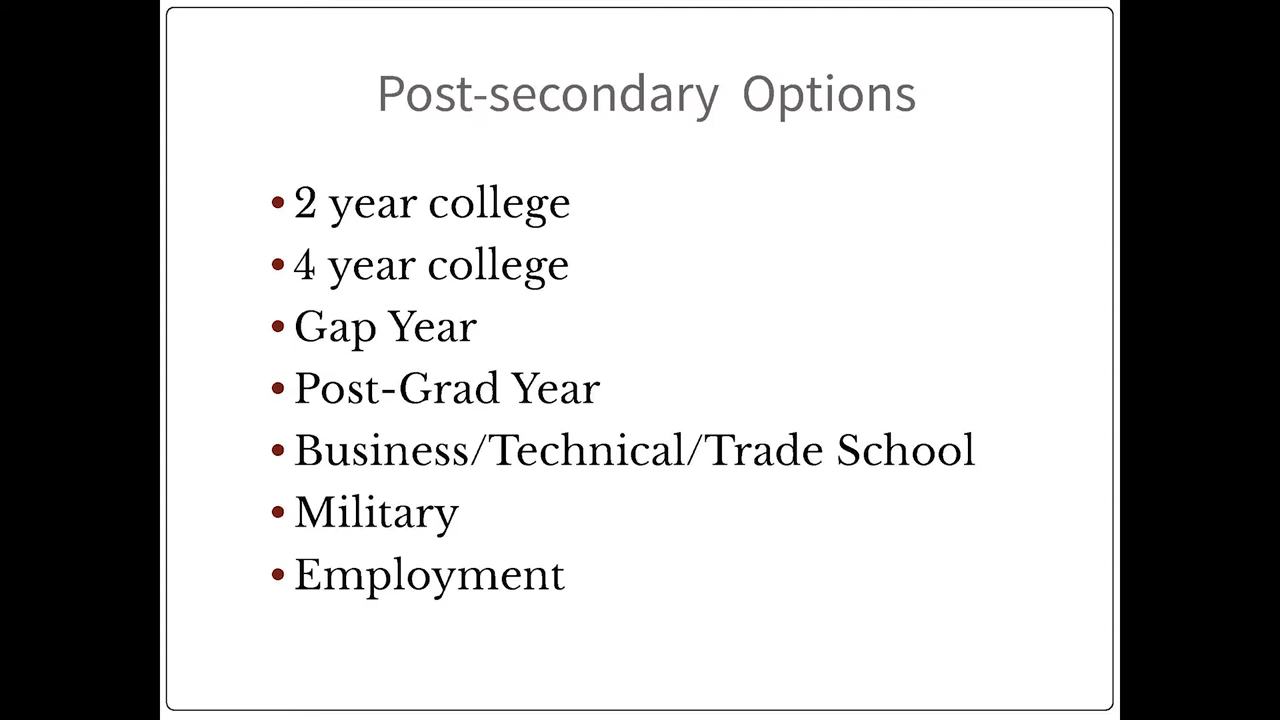 Post-secondary Options
•2 year college
•4 year college
•Gap Year
•Post-Grad Year
•Business/Technical/Trade School
•Military
•Employment